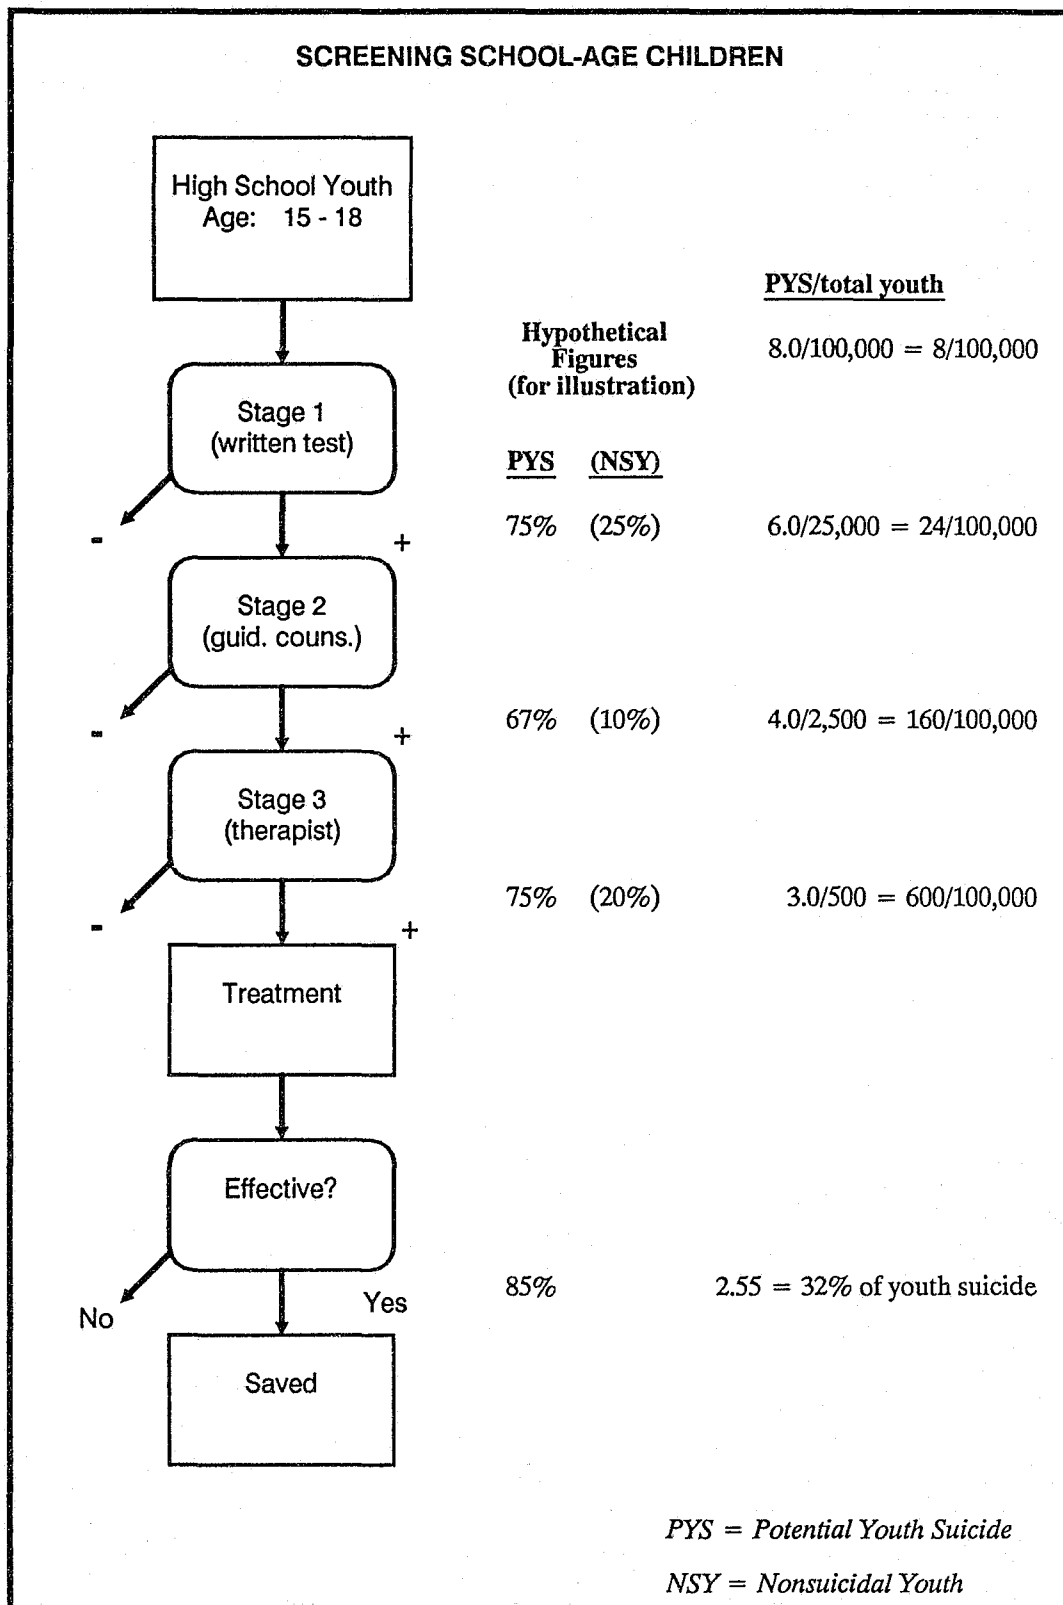 SCREENING SCHOOL-AGE CHILDREN
High School Youth
Age: 15 - 18
PYS/total youth
Hypothetical
Figures
(for illustration)
8.0/100,000 = 8/100,000
Stage 1
(written test)
PYS (NSY)
- + 75% (25%) 6.0/25,000 = 24/100,000
Stage 2
(guid. couns.)
- + 67% (10%) 4.0/2,500 = 160/100,000
Stage 3
(therapist)
- + 75% (20%) 3.0/500 = 600/100,000
Treatment
Effective?
No Yes 85% 2.55 = 32% of youth suicide
Saved
PYS = Potential Youth Suicide
NSY = Nonsuicidal Youth